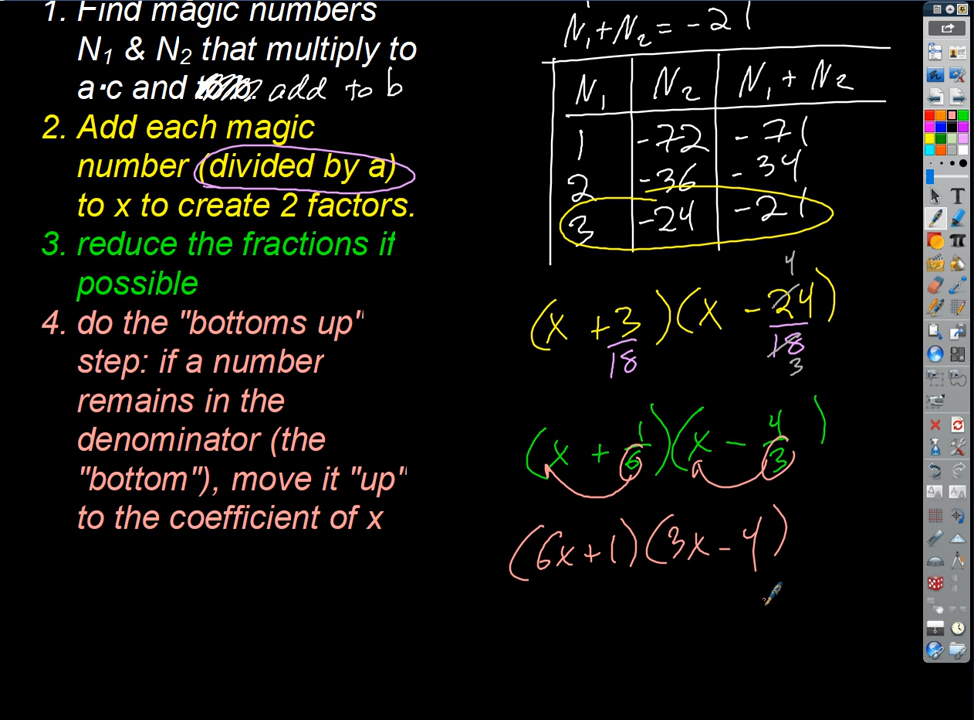 1. Find magic numbers
N1 & N2 that multiply to
a·c and add to b
2. Add each magic
number (divided by a)
to x to create 2 factors.
3. reduce the fractions if
possible
4. do the "bottoms up"
step: if a number
remains in the
denominator (the
"bottom"), move it "up"
to the coefficient of x
N1+N2 = -21
N1 N2 N1 + N2
1 -72 -71
2 -36 -34
3 -24 -21
4
(x + 3/18)(x - 24/18)
3
(x + 1/6)(x - 4/3)
(6x+1)(3x-4)
T